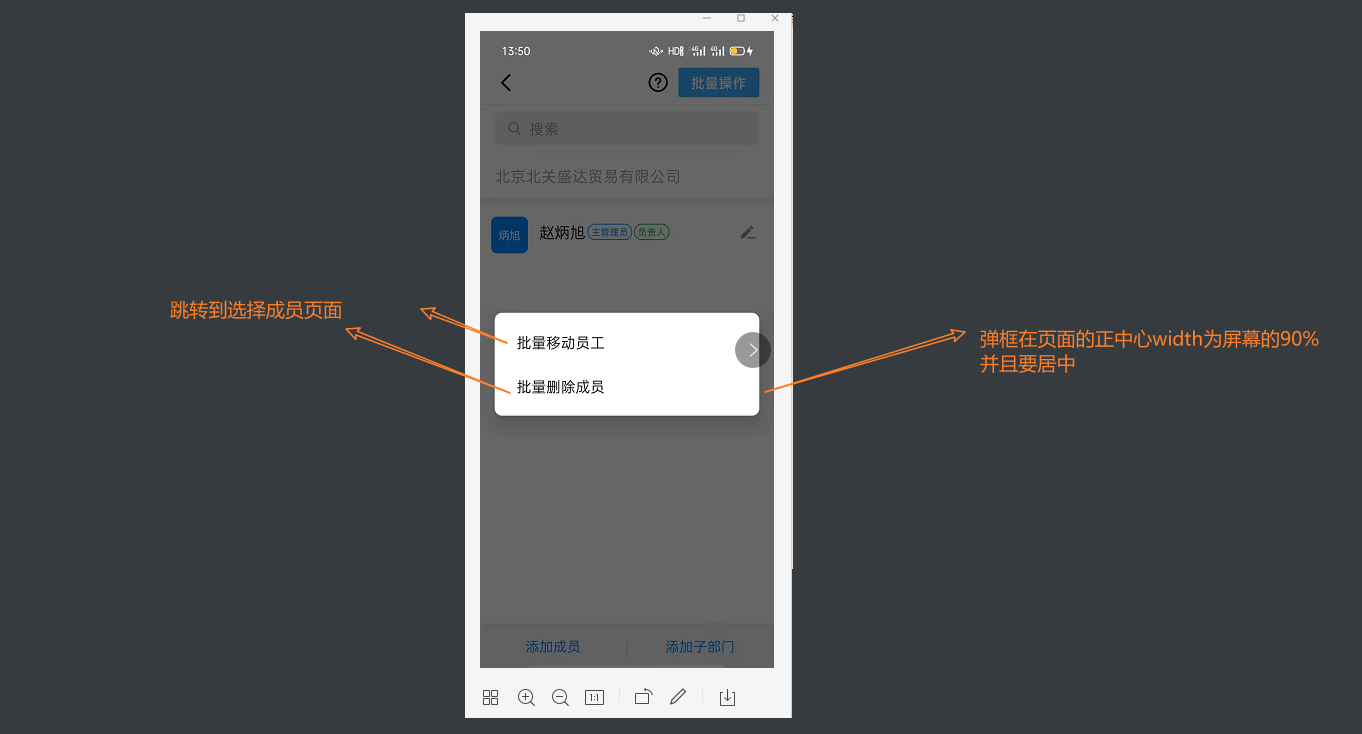 13:50
HD 4G 4G
批量操作
搜索
北京北关盛达贸易有限公司
炳旭
赵炳旭
主管理员
负责人
跳转到选择成员页面
批量移动员工
批量删除成员
弹框在页面的正中心width为屏幕的90%
并且要居中
添加成员
添加子部门
1:1